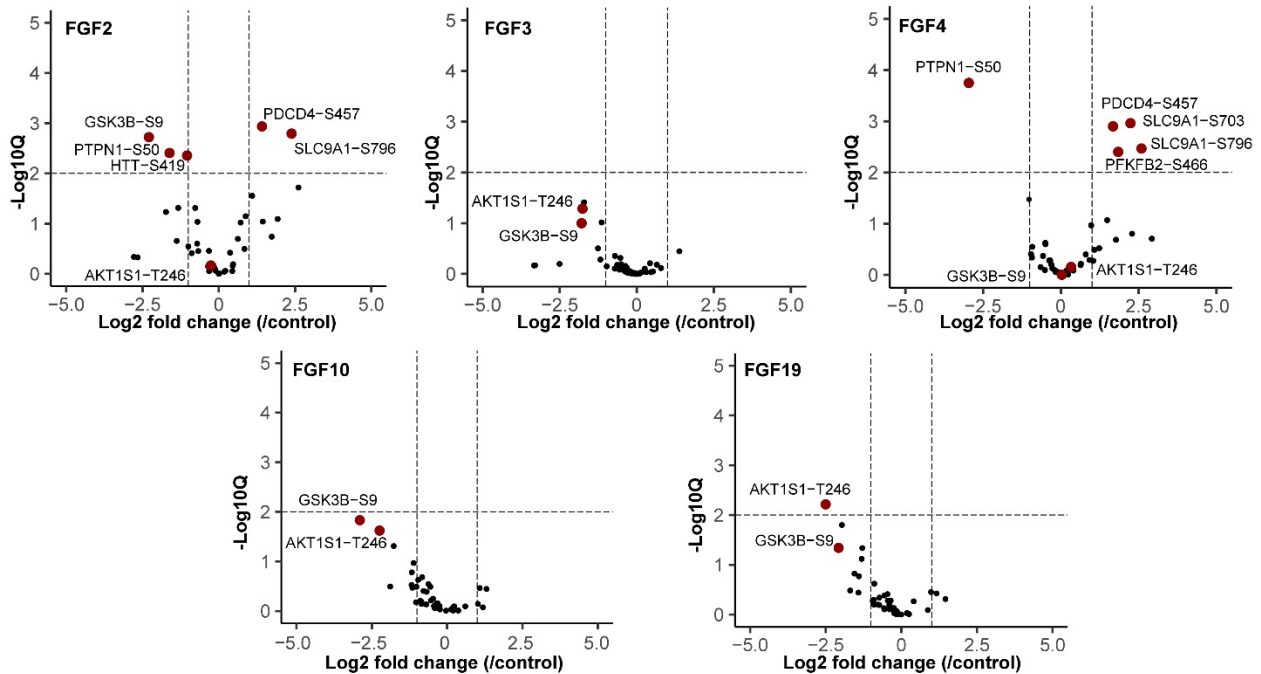 FGF2
5
4
3
2
1
0
-Log10Q
GSK3B−S9
PTPN1−S50
HTT−S419
PDCD4−S457
SLC9A1−S796
AKT1S1−T246
−5.0
−2.5
0
2.5
5.0
Log2 fold change (/control)
FGF3
5
4
3
2
1
0
-Log10Q
AKT1S1−T246
GSK3B−S9
−5.0
−2.5
0
2.5
5.0
Log2 fold change (/control)
FGF4
5
4
3
2
1
0
-Log10Q
PTPN1−S50
PDCD4−S457
SLC9A1−S703
SLC9A1−S796
PFKFB2−S466
GSK3B−S9
AKT1S1−T246
−5.0
−2.5
0
2.5
5.0
Log2 fold change (/control)
FGF10
5
4
3
2
1
0
-Log10Q
GSK3B−S9
AKT1S1−T246
−5.0
−2.5
0
2.5
5.0
Log2 fold change (/control)
FGF19
5
4
3
2
1
0
-Log10Q
AKT1S1−T246
GSK3B−S9
−5.0
−2.5
0
2.5
5.0
Log2 fold change (/control)